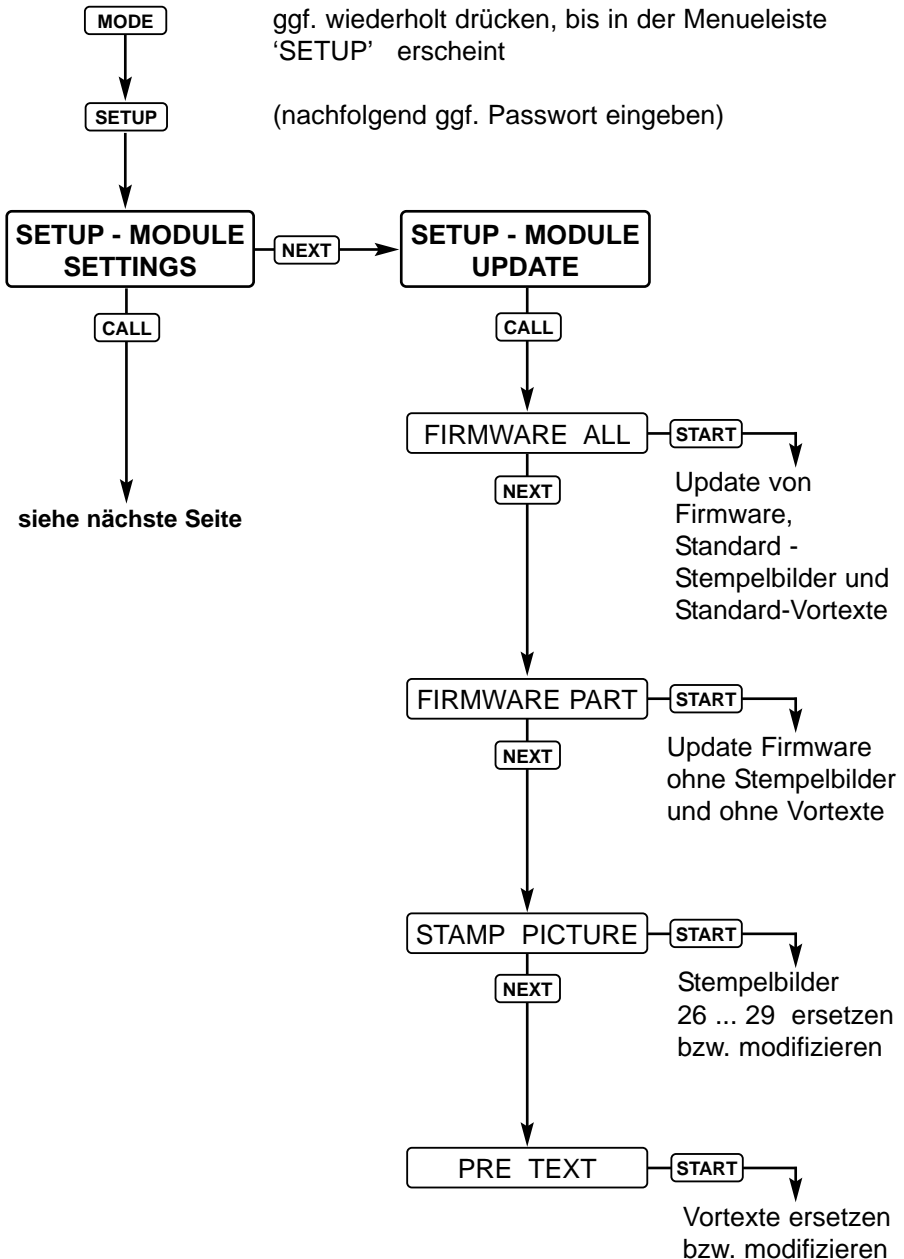 MODE
ggf. wiederholt drücken, bis in der Menueleiste
‘SETUP’ erscheint
SETUP
(nachfolgend ggf. Passwort eingeben)
SETUP - MODULE
SETTINGS
NEXT
SETUP - MODULE
UPDATE
CALL
CALL
siehe nächste Seite
FIRMWARE ALL
START
NEXT
Update von
Firmware,
Standard -
Stempelbilder und
Standard-Vortexte
FIRMWARE PART
START
NEXT
Update Firmware
ohne Stempelbilder
und ohne Vortexte
STAMP PICTURE
START
NEXT
Stempelbilder
26 ... 29 ersetzen
bzw. modifizieren
PRE TEXT
START
Vortexte ersetzen
bzw. modifizieren